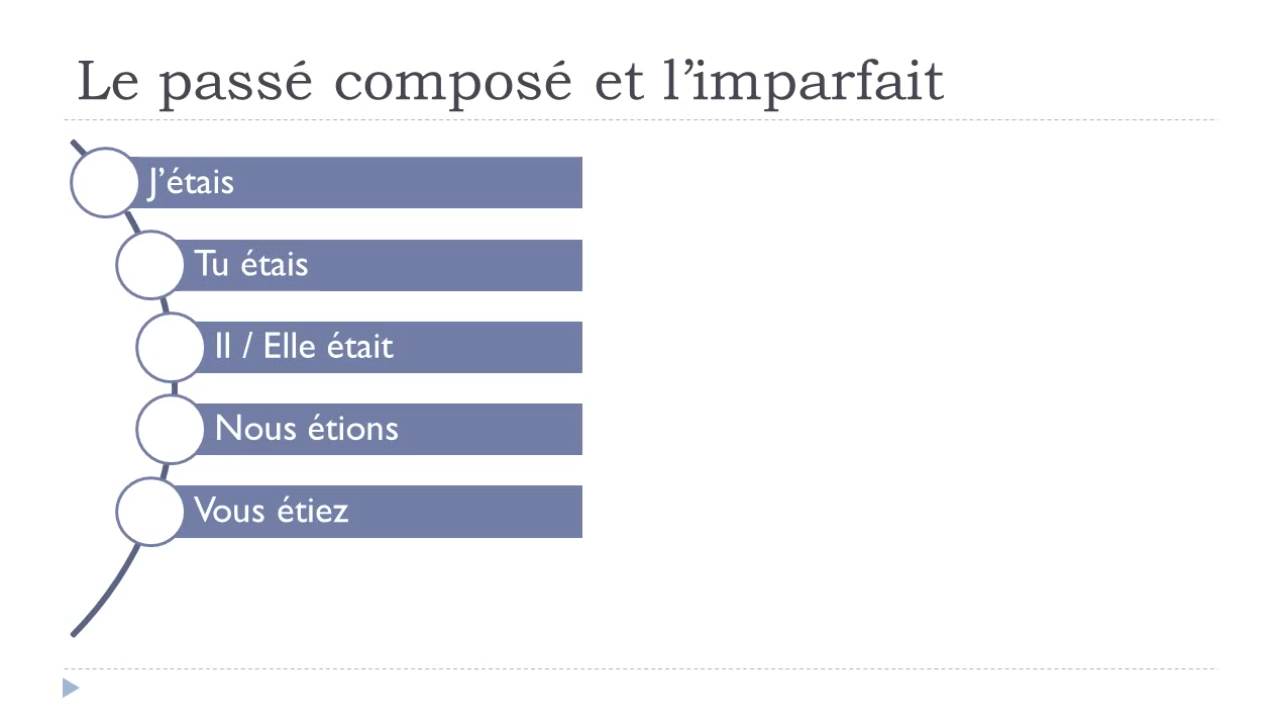 Le passé composé et l’imparfait
J’étais
Tu étais
Il / Elle était
Nous étions
Vous étiez